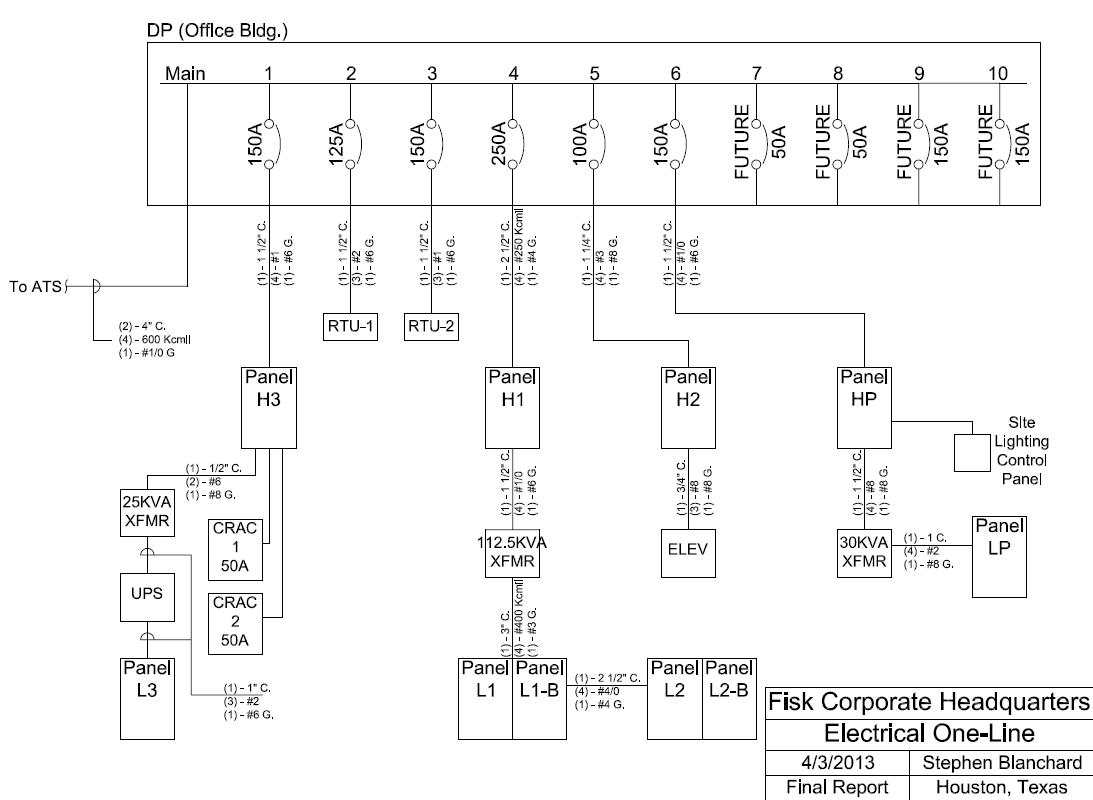 DP (Office Bldg.)
Main 1 2 3 4 5 6 7 8 9 10
150A
125A
150A
250A
100A
150A
FUTURE
50A
FUTURE
50A
FUTURE
150A
FUTURE
150A
(1) - 1 1/2" C.
(4) - #1
(1) - #6 G.
(1) - 1 1/2" C.
(3) - #2
(1) - #6 G.
(1) - 1 1/2" C.
(3) - #1
(1) - #6 G.
(1) - 2 1/2" C.
(4) - #250 Kcmil
(1) - #4 G.
(1) - 1 1/4" C.
(4) - #3
(1) - #8 G.
(1) - 1 1/2" C.
(4) - #1/0
(1) - #6 G.
To ATS
(2) - 4" C.
(4) - 600 Kcmil
(1) - #1/0 G
RTU-1
RTU-2
Panel
H3
Panel
H1
Panel
H2
Panel
HP
Site
Lighting
Control
Panel
(1) - 1/2" C.
(2) - #6
(1) - #8 G.
(1) - 1 1/2" C.
(4) - #1/0
(1) - #6 G.
(1) - 3/4" C.
(3) - #8
(1) - #8 G.
(1) - 1 1/2" C.
(4) - #8
(1) - #8 G.
25KVA
XFMR
CRAC
1
50A
112.5KVA
XFMR
ELEV
30KVA
XFMR
(1) - 1 C.
(4) - #2
(1) - #8 G.
Panel
LP
UPS
CRAC
2
50A
(1) - 3" C.
(4) - #400 Kcmil
(1) - #3 G.
Panel
L3
(1) - 1" C.
(3) - #2
(1) - #6 G.
Panel
L1
Panel
L1-B
(1) - 2 1/2" C.
(4) - #4/0
(1) - #4 G.
Panel
L2
Panel
L2-B
Fisk Corporate Headquarters
Electrical One-Line
4/3/2013 Stephen Blanchard
Final Report Houston, Texas